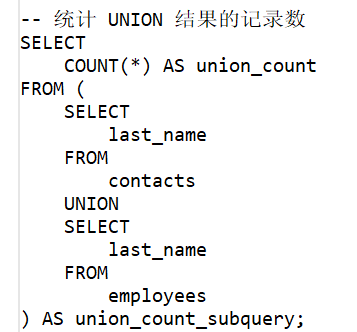 -- 统计 UNION 结果的记录数
SELECT
    COUNT(*) AS union_count
FROM (
    SELECT
        last_name
    FROM
        contacts
    UNION
    SELECT
        last_name
    FROM
        employees
) AS union_count_subquery;